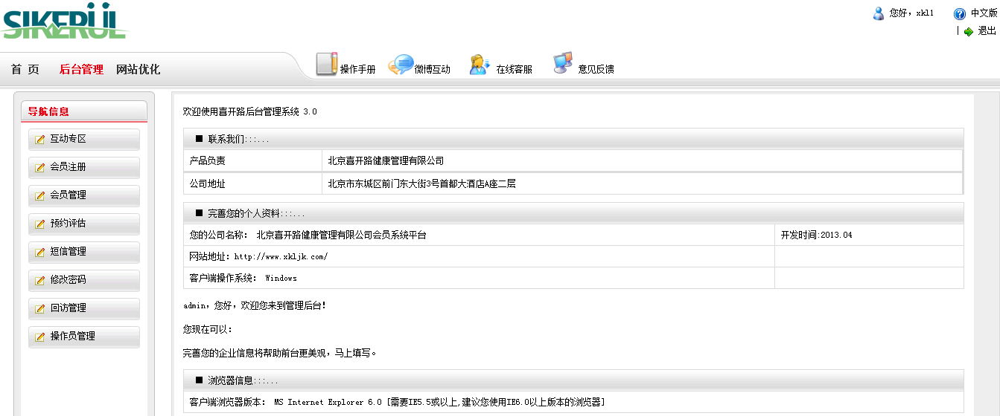 SIKERUL
您好，xkl1
中文版
| 退出
首 页 后台管理 网站优化
操作手册 微博互动 在线客服 意见反馈
导航信息
互动专区
会员注册
会员管理
预约评估
短信管理
修改密码
回访管理
操作员管理
欢迎使用喜开路后台管理系统 3.0
■ 联系我们:::...
产品负责 北京喜开路健康管理有限公司
公司地址 北京市东城区前门东大街3号首都大酒店A座二层
■ 完善您的个人资料:::...
您的公司名称： 北京喜开路健康管理有限公司会员系统平台 开发时间:2013.04
网站地址：http://www.xkljk.com/
客户端操作系统： Windows
admin，您好，欢迎您来到管理后台!
您现在可以：
完善您的企业信息将帮助前台更美观，马上填写。
■ 浏览器信息:::...
客户端浏览器版本： MS Internet Explorer 6.0 [需要IE5.5或以上,建议您使用IE6.0以上版本的浏览器]